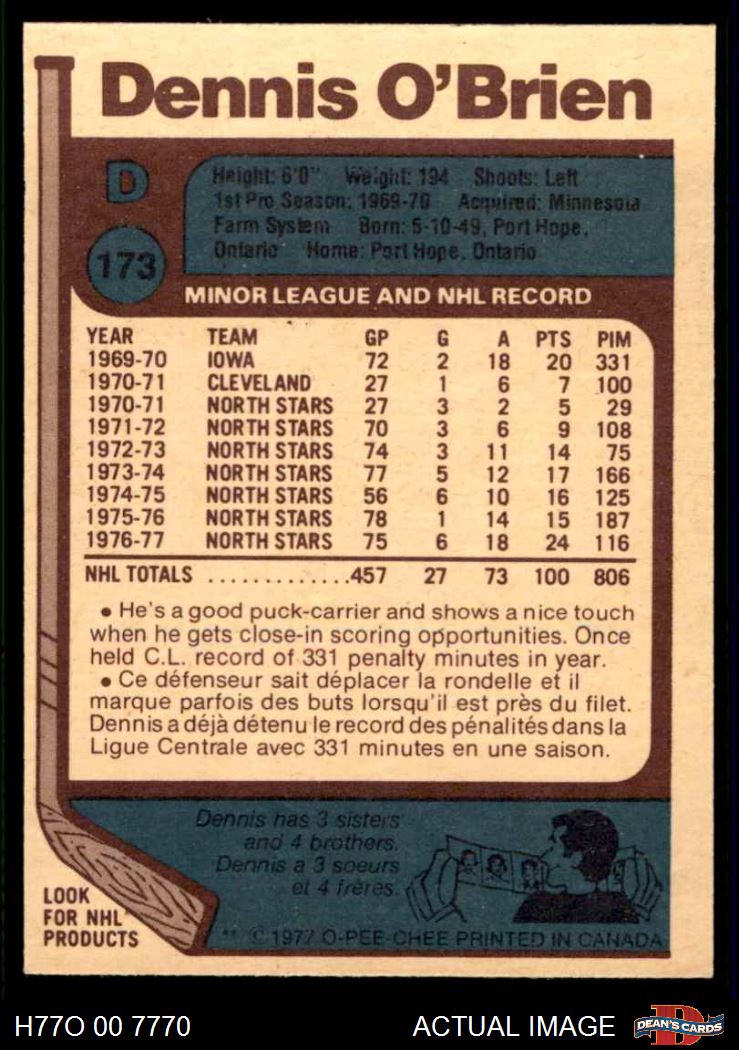 Dennis O'Brien
D
173
Height: 6'0" Weight: 194 Shoots: Left
1st Pro Season: 1969-70 Acquired: Minnesota
Farm System Born: 5-10-49, Port Hope,
Ontario Home: Port Hope, Ontario
MINOR LEAGUE AND NHL RECORD
YEAR TEAM GP G A PTS PIM
1969-70 IOWA 72 2 18 20 331
1970-71 CLEVELAND 27 1 6 7 100
1970-71 NORTH STARS 27 3 2 5 29
1971-72 NORTH STARS 70 3 6 9 108
1972-73 NORTH STARS 74 3 11 14 75
1973-74 NORTH STARS 77 5 12 17 166
1974-75 NORTH STARS 56 6 10 16 125
1975-76 NORTH STARS 78 1 14 15 187
1976-77 NORTH STARS 75 6 18 24 116
NHL TOTALS .............457 27 73 100 806
• He's a good puck-carrier and shows a nice touch
when he gets close-in scoring opportunities. Once
held C.L. record of 331 penalty minutes in year.
• Ce défenseur sait déplacer la rondelle et il
marque parfois des buts lorsqu'il est près du filet.
Dennis a déjà détenu le record des pénalités dans la
Ligue Centrale avec 331 minutes en une saison.
Dennis has 3 sisters
and 4 brothers.
Dennis a 3 soeurs
et 4 frères.
LOOK
FOR NHL
PRODUCTS
** © 1977 O-PEE-CHEE PRINTED IN CANADA
H77O 00 7770
ACTUAL IMAGE
DEAN'S CARDS